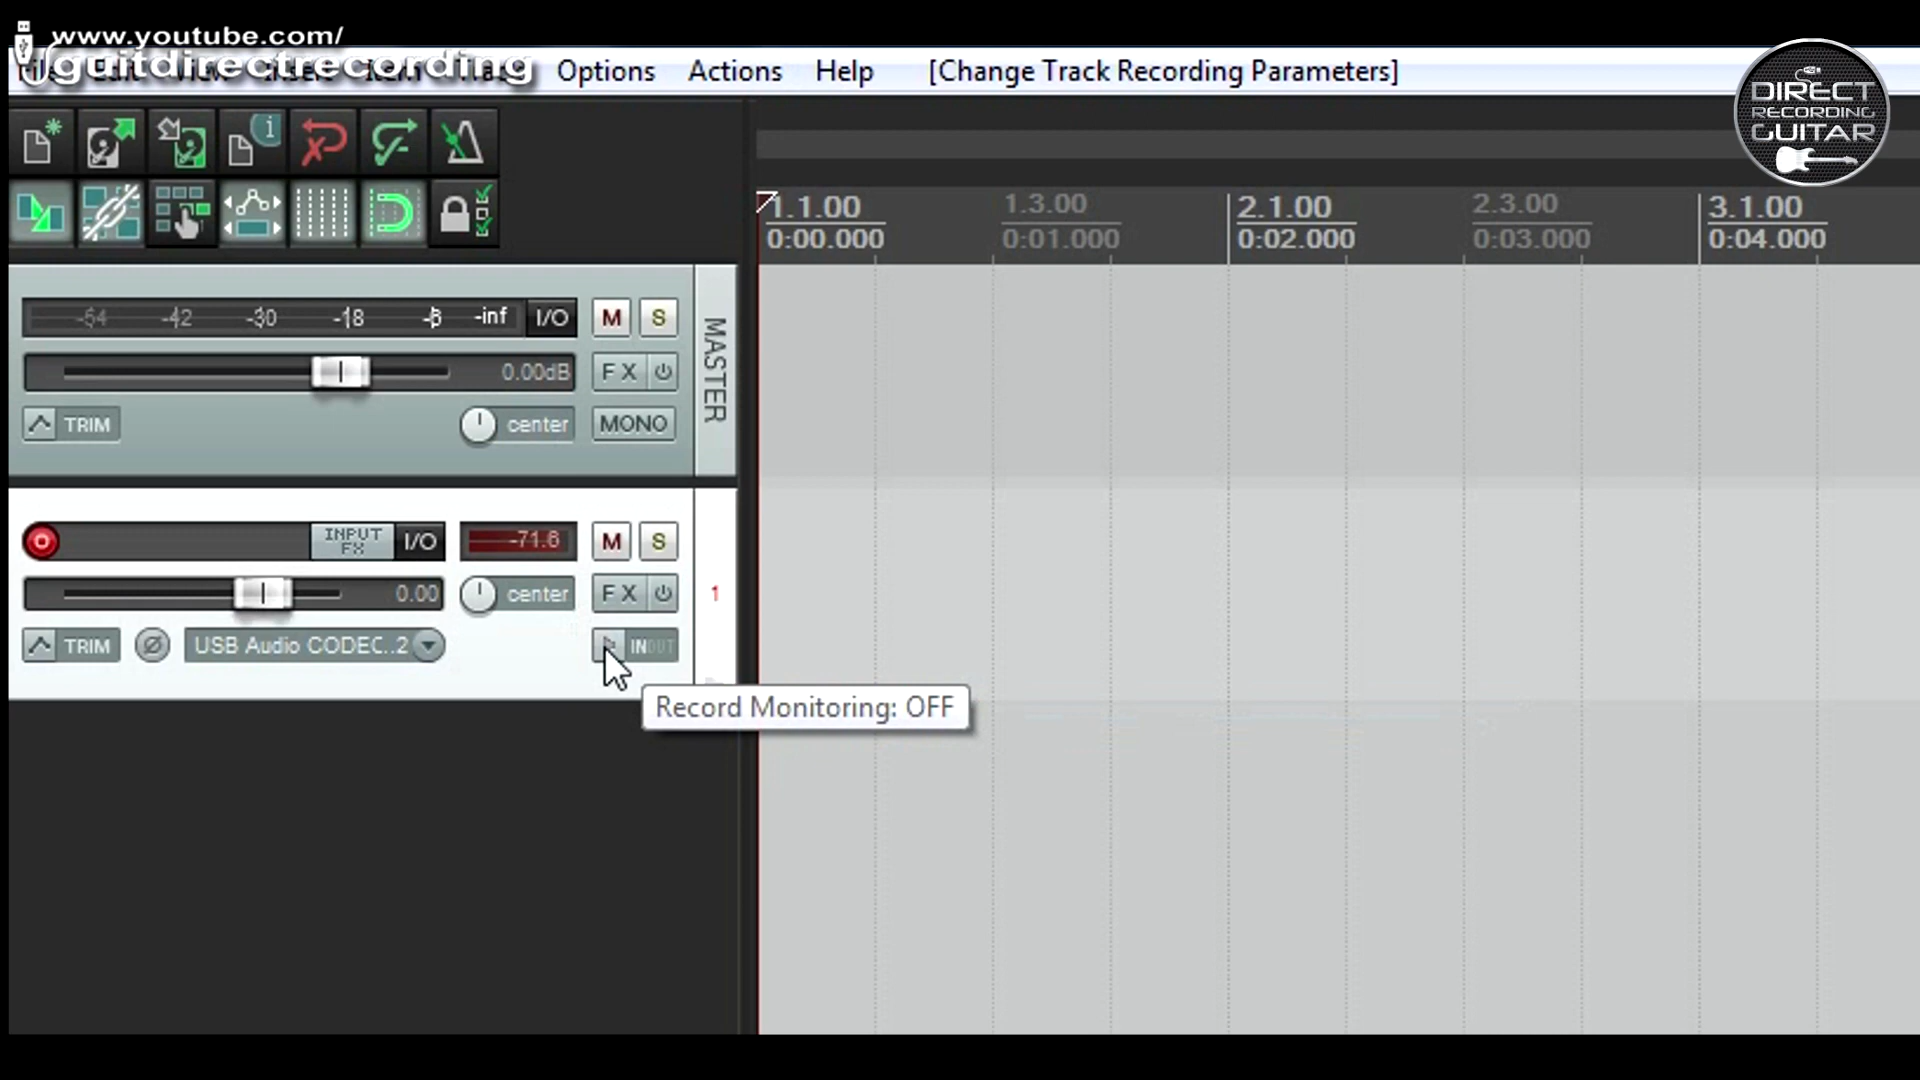 www.youtube.com/
guitdirectrecording
Options Actions Help [Change Track Recording Parameters]
DIRECT
RECORDING
GUITAR
1.1.00 1.3.00 2.1.00 2.3.00 3.1.00
0:00.000 0:01.000 0:02.000 0:03.000 0:04.000
-54 -42 -30 -18 -6 -inf I/O M S
0.00dB FX
TRIM center MONO
MASTER
INPUT
FX
I/O -71.6 M S
0.00 center FX
1
TRIM Ø USB Audio CODEC..2 INOUT
Record Monitoring: OFF